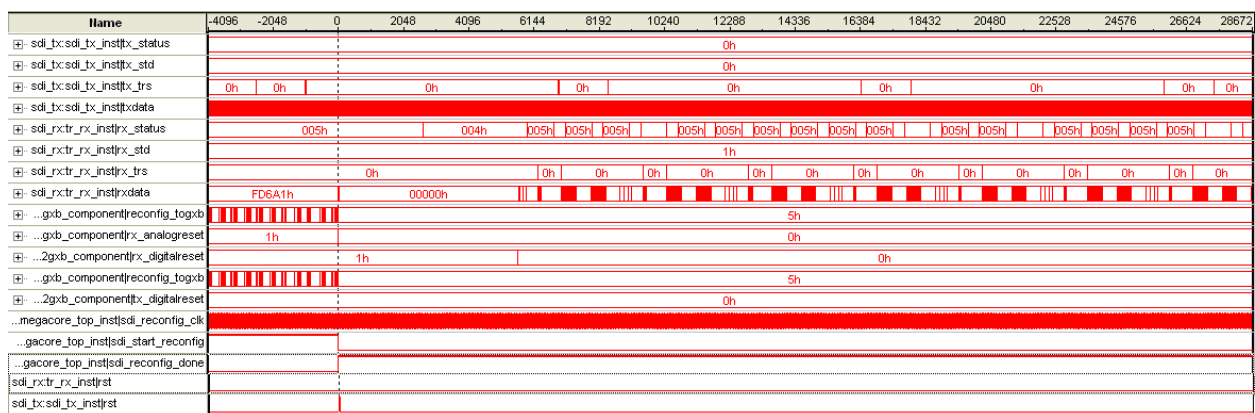 Name -4096 -2048 0 2048 4096 6144 8192 10240 12288 14336 16384 18432 20480 22528 24576 26624 28672
sdi_tx:sdi_tx_inst|tx_status 0h
sdi_tx:sdi_tx_inst|tx_std 0h
sdi_tx:sdi_tx_inst|tx_trs 0h 0h 0h 0h 0h 0h 0h 0h 0h
sdi_tx:sdi_tx_inst|txdata
sdi_rx:tr_rx_inst|rx_status 005h 004h 005h 005h 005h 005h 005h 005h 005h 005h 005h 005h 005h 005h 005h 005h 005h
sdi_rx:tr_rx_inst|rx_std 1h
sdi_rx:tr_rx_inst|rx_trs 0h 0h 0h 0h 0h 0h 0h 0h 0h 0h 0h 0h 0h
sdi_rx:tr_rx_inst|rxdata FD6A1h 00000h
...gxb_component|reconfig_togxb 5h
...gxb_component|rx_analogreset 1h 0h
...2gxb_component|rx_digitalreset 1h 0h
...gxb_component|reconfig_togxb 5h
...2gxb_component|tx_digitalreset 0h
...megacore_top_inst|sdi_reconfig_clk
...gacore_top_inst|sdi_start_reconfig
...gacore_top_inst|sdi_reconfig_done
sdi_rx:tr_rx_inst|rst
sdi_tx:sdi_tx_inst|rst